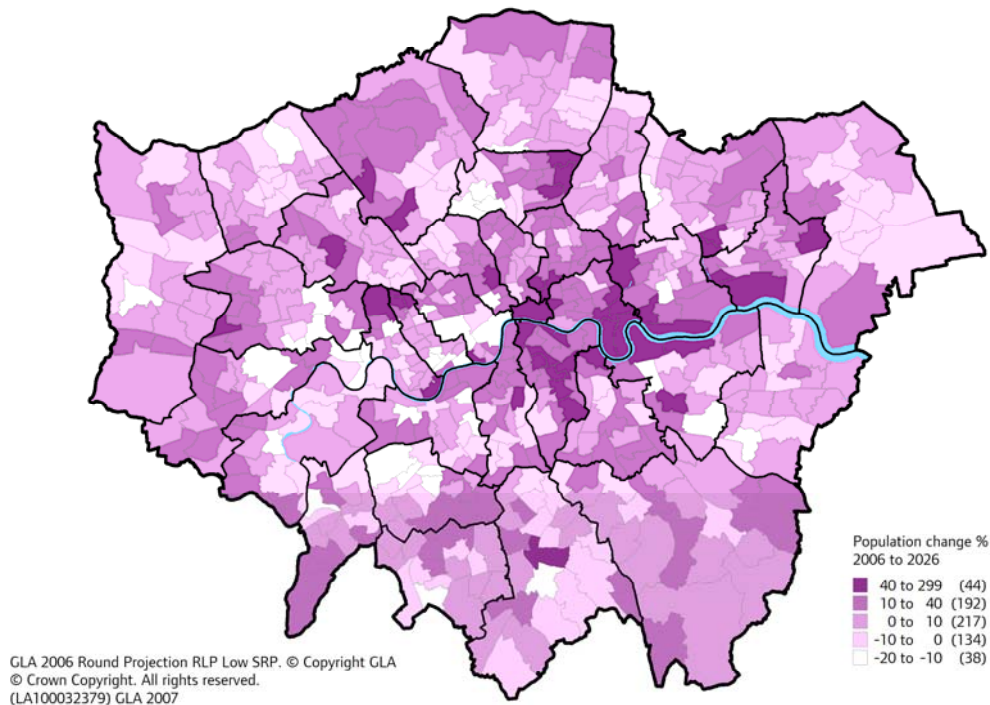 Population change %
2006 to 2026
40 to 299 (44)
10 to 40 (192)
0 to 10 (217)
-10 to 0 (134)
-20 to -10 (38)
GLA 2006 Round Projection RLP Low SRP. © Copyright GLA
© Crown Copyright. All rights reserved.
(LA100032379) GLA 2007